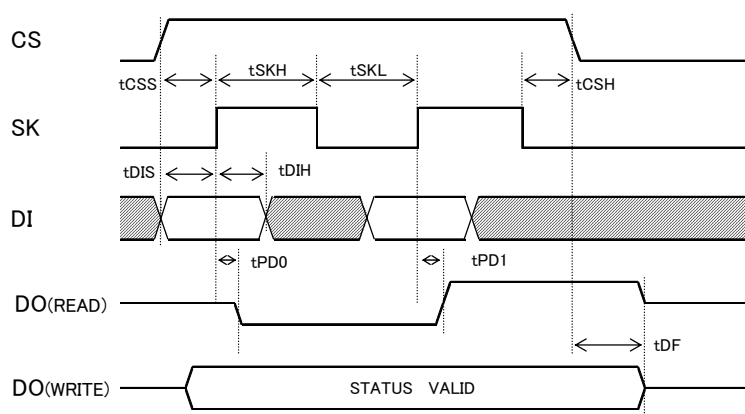 CS
tCSS tSKH tSKL tCSH
SK
tDIS tDIH
DI
tPD0 tPD1
DO(READ)
tDF
DO(WRITE) STATUS VALID